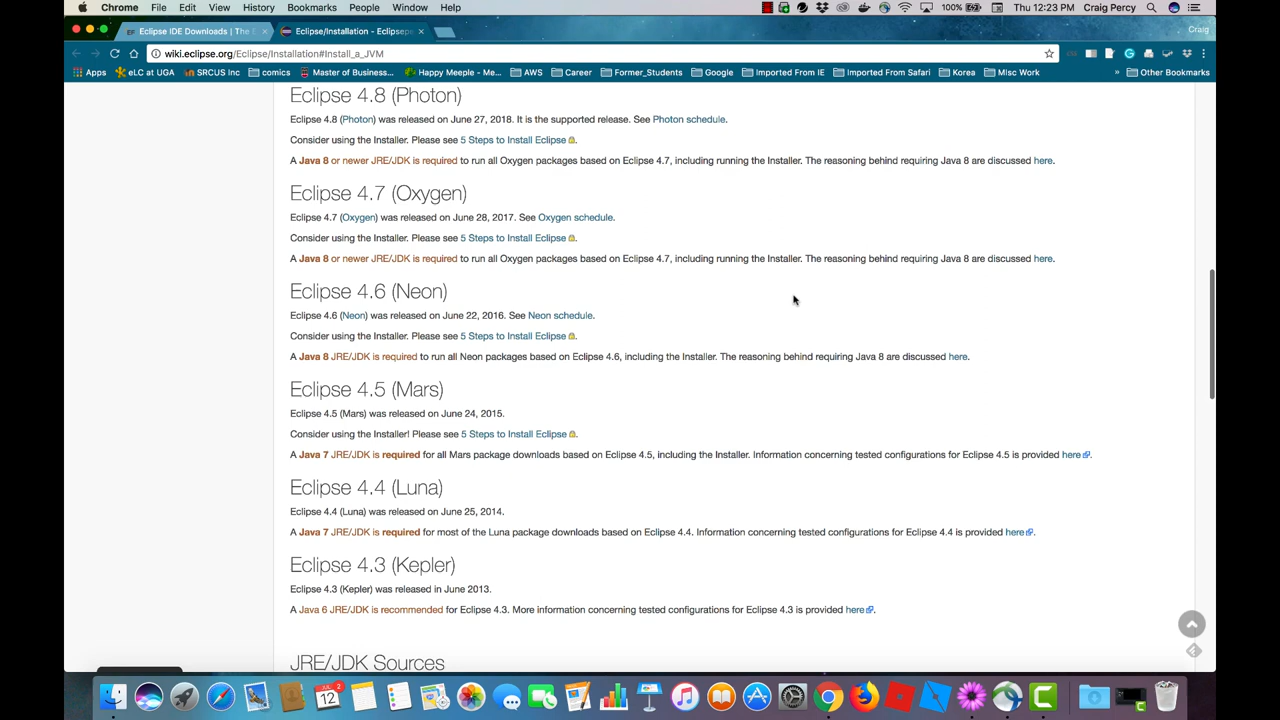 Chrome File Edit View History Bookmarks People Window Help 100% Thu 12:23 PM Craig Percy
Eclipse IDE Downloads | The E Eclipse/Installation - Eclipsepe Craig
wiki.eclipse.org/Eclipse/Installation#Install_a_JVM
Apps eLC at UGA SRCUS Inc comics Master of Business... Happy Meeple - Me... AWS Career Former_Students Google Imported From IE Imported From Safari Korea Misc Work » Other Bookmarks
Eclipse 4.8 (Photon)
Eclipse 4.8 (Photon) was released on June 27, 2018. It is the supported release. See Photon schedule.
Consider using the Installer. Please see 5 Steps to Install Eclipse.
A Java 8 or newer JRE/JDK is required to run all Oxygen packages based on Eclipse 4.7, including running the Installer. The reasoning behind requiring Java 8 are discussed here.
Eclipse 4.7 (Oxygen)
Eclipse 4.7 (Oxygen) was released on June 28, 2017. See Oxygen schedule.
Consider using the Installer. Please see 5 Steps to Install Eclipse.
A Java 8 or newer JRE/JDK is required to run all Oxygen packages based on Eclipse 4.7, including running the Installer. The reasoning behind requiring Java 8 are discussed here.
Eclipse 4.6 (Neon)
Eclipse 4.6 (Neon) was released on June 22, 2016. See Neon schedule.
Consider using the Installer. Please see 5 Steps to Install Eclipse.
A Java 8 JRE/JDK is required to run all Neon packages based on Eclipse 4.6, including the Installer. The reasoning behind requiring Java 8 are discussed here.
Eclipse 4.5 (Mars)
Eclipse 4.5 (Mars) was released on June 24, 2015.
Consider using the Installer! Please see 5 Steps to Install Eclipse.
A Java 7 JRE/JDK is required for all Mars package downloads based on Eclipse 4.5, including the Installer. Information concerning tested configurations for Eclipse 4.5 is provided here.
Eclipse 4.4 (Luna)
Eclipse 4.4 (Luna) was released on June 25, 2014.
A Java 7 JRE/JDK is required for most of the Luna package downloads based on Eclipse 4.4. Information concerning tested configurations for Eclipse 4.4 is provided here.
Eclipse 4.3 (Kepler)
Eclipse 4.3 (Kepler) was released in June 2013.
A Java 6 JRE/JDK is recommended for Eclipse 4.3. More information concerning tested configurations for Eclipse 4.3 is provided here.
JRE/JDK Sources
12 2